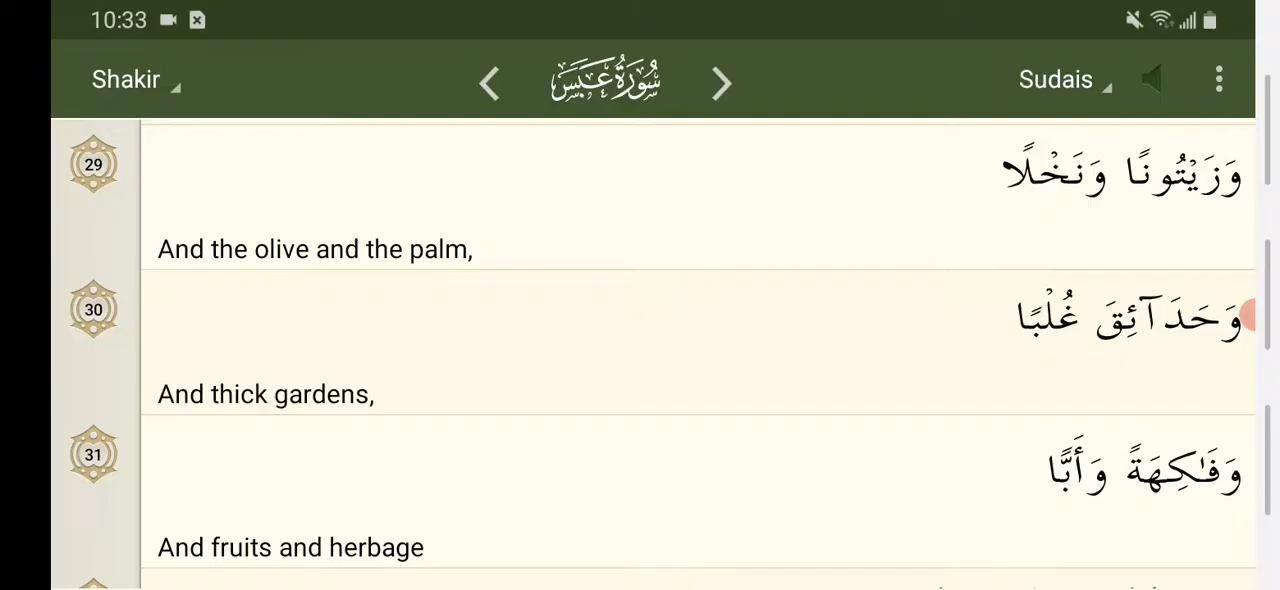 10:33
Shakir
سُورَةُ عَبَسَ
Sudais
29
وَزَيْتُونًا وَنَخْلًا
And the olive and the palm,
30
وَحَدَآئِقَ غُلْبًا
And thick gardens,
31
وَفَٰكِهَةً وَأَبًّا
And fruits and herbage